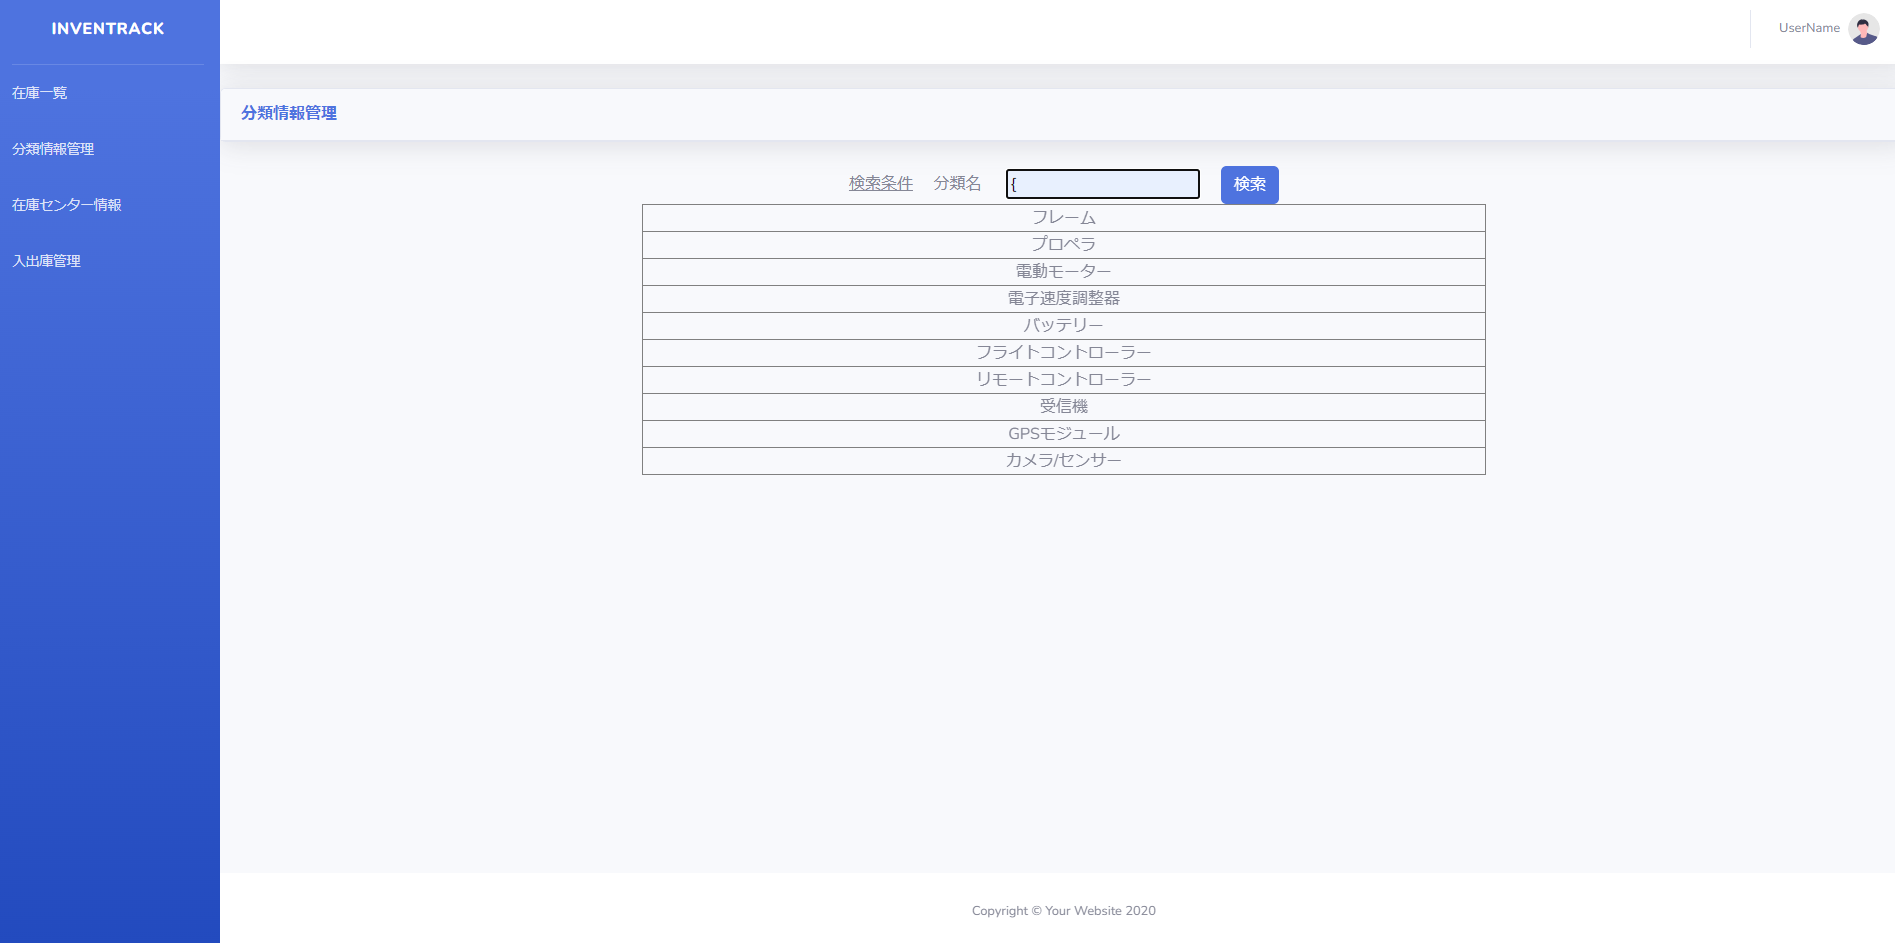 INVENTRACK
UserName
在庫一覧
分類情報管理
在庫センター情報
入出庫管理
分類情報管理
検索条件 分類名 { 検索
フレーム
プロペラ
電動モーター
電子速度調整器
バッテリー
フライトコントローラー
リモートコントローラー
受信機
GPSモジュール
カメラ/センサー
Copyright © Your Website 2020